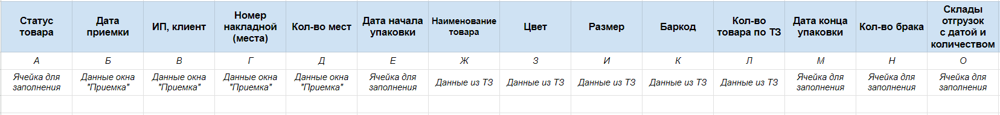 Статус
товара
Дата
приемки
ИП, клиент
Номер
накладной
(места)
Кол-во мест
Дата начала
упаковки
Наименование
товара
Цвет
Размер
Баркод
Кол-во
товара по ТЗ
Дата конца
упаковки
Кол-во брака
Склады
отгрузок
с датой и
количеством
А
Б
В
Г
Д
Е
Ж
З
И
К
Л
М
Н
О
Ячейка для
заполнения
Данные окна
"Приемка"
Данные окна
"Приемка"
Данные окна
"Приемка"
Данные окна
"Приемка"
Ячейка для
заполнения
Данные из ТЗ
Данные из ТЗ
Данные из ТЗ
Данные из ТЗ
Данные из ТЗ
Ячейка для
заполнения
Ячейка для
заполнения
Ячейка для
заполнения